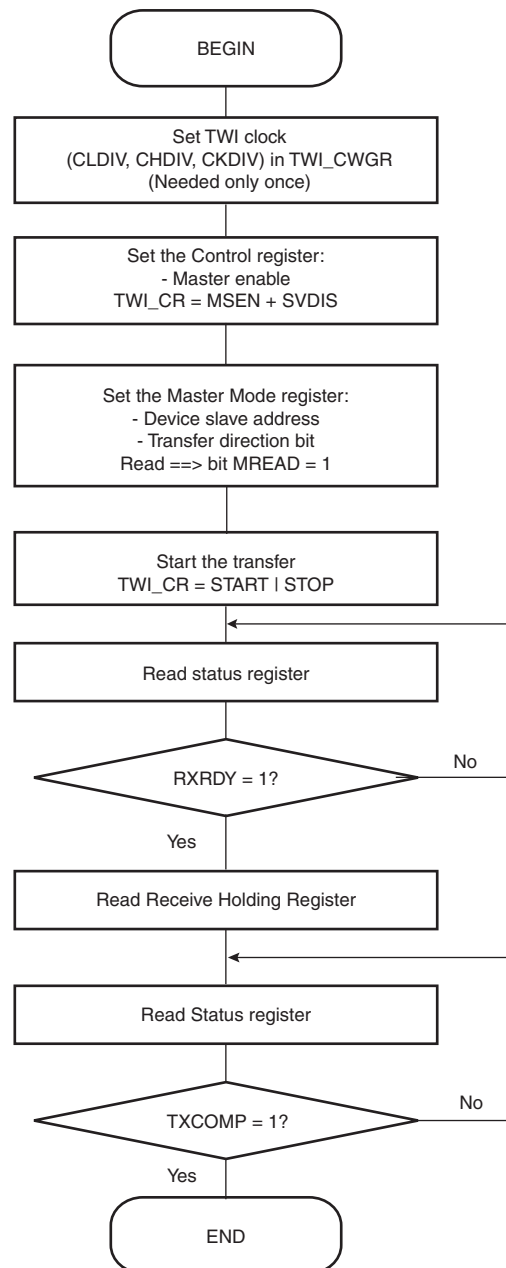 BEGIN
Set TWI clock
(CLDIV, CHDIV, CKDIV) in TWI_CWGR
(Needed only once)
Set the Control register:
- Master enable
TWI_CR = MSEN + SVDIS
Set the Master Mode register:
- Device slave address
- Transfer direction bit
Read ==> bit MREAD = 1
Start the transfer
TWI_CR = START | STOP
Read status register
RXRDY = 1?
No
Yes
Read Receive Holding Register
Read Status register
TXCOMP = 1?
No
Yes
END